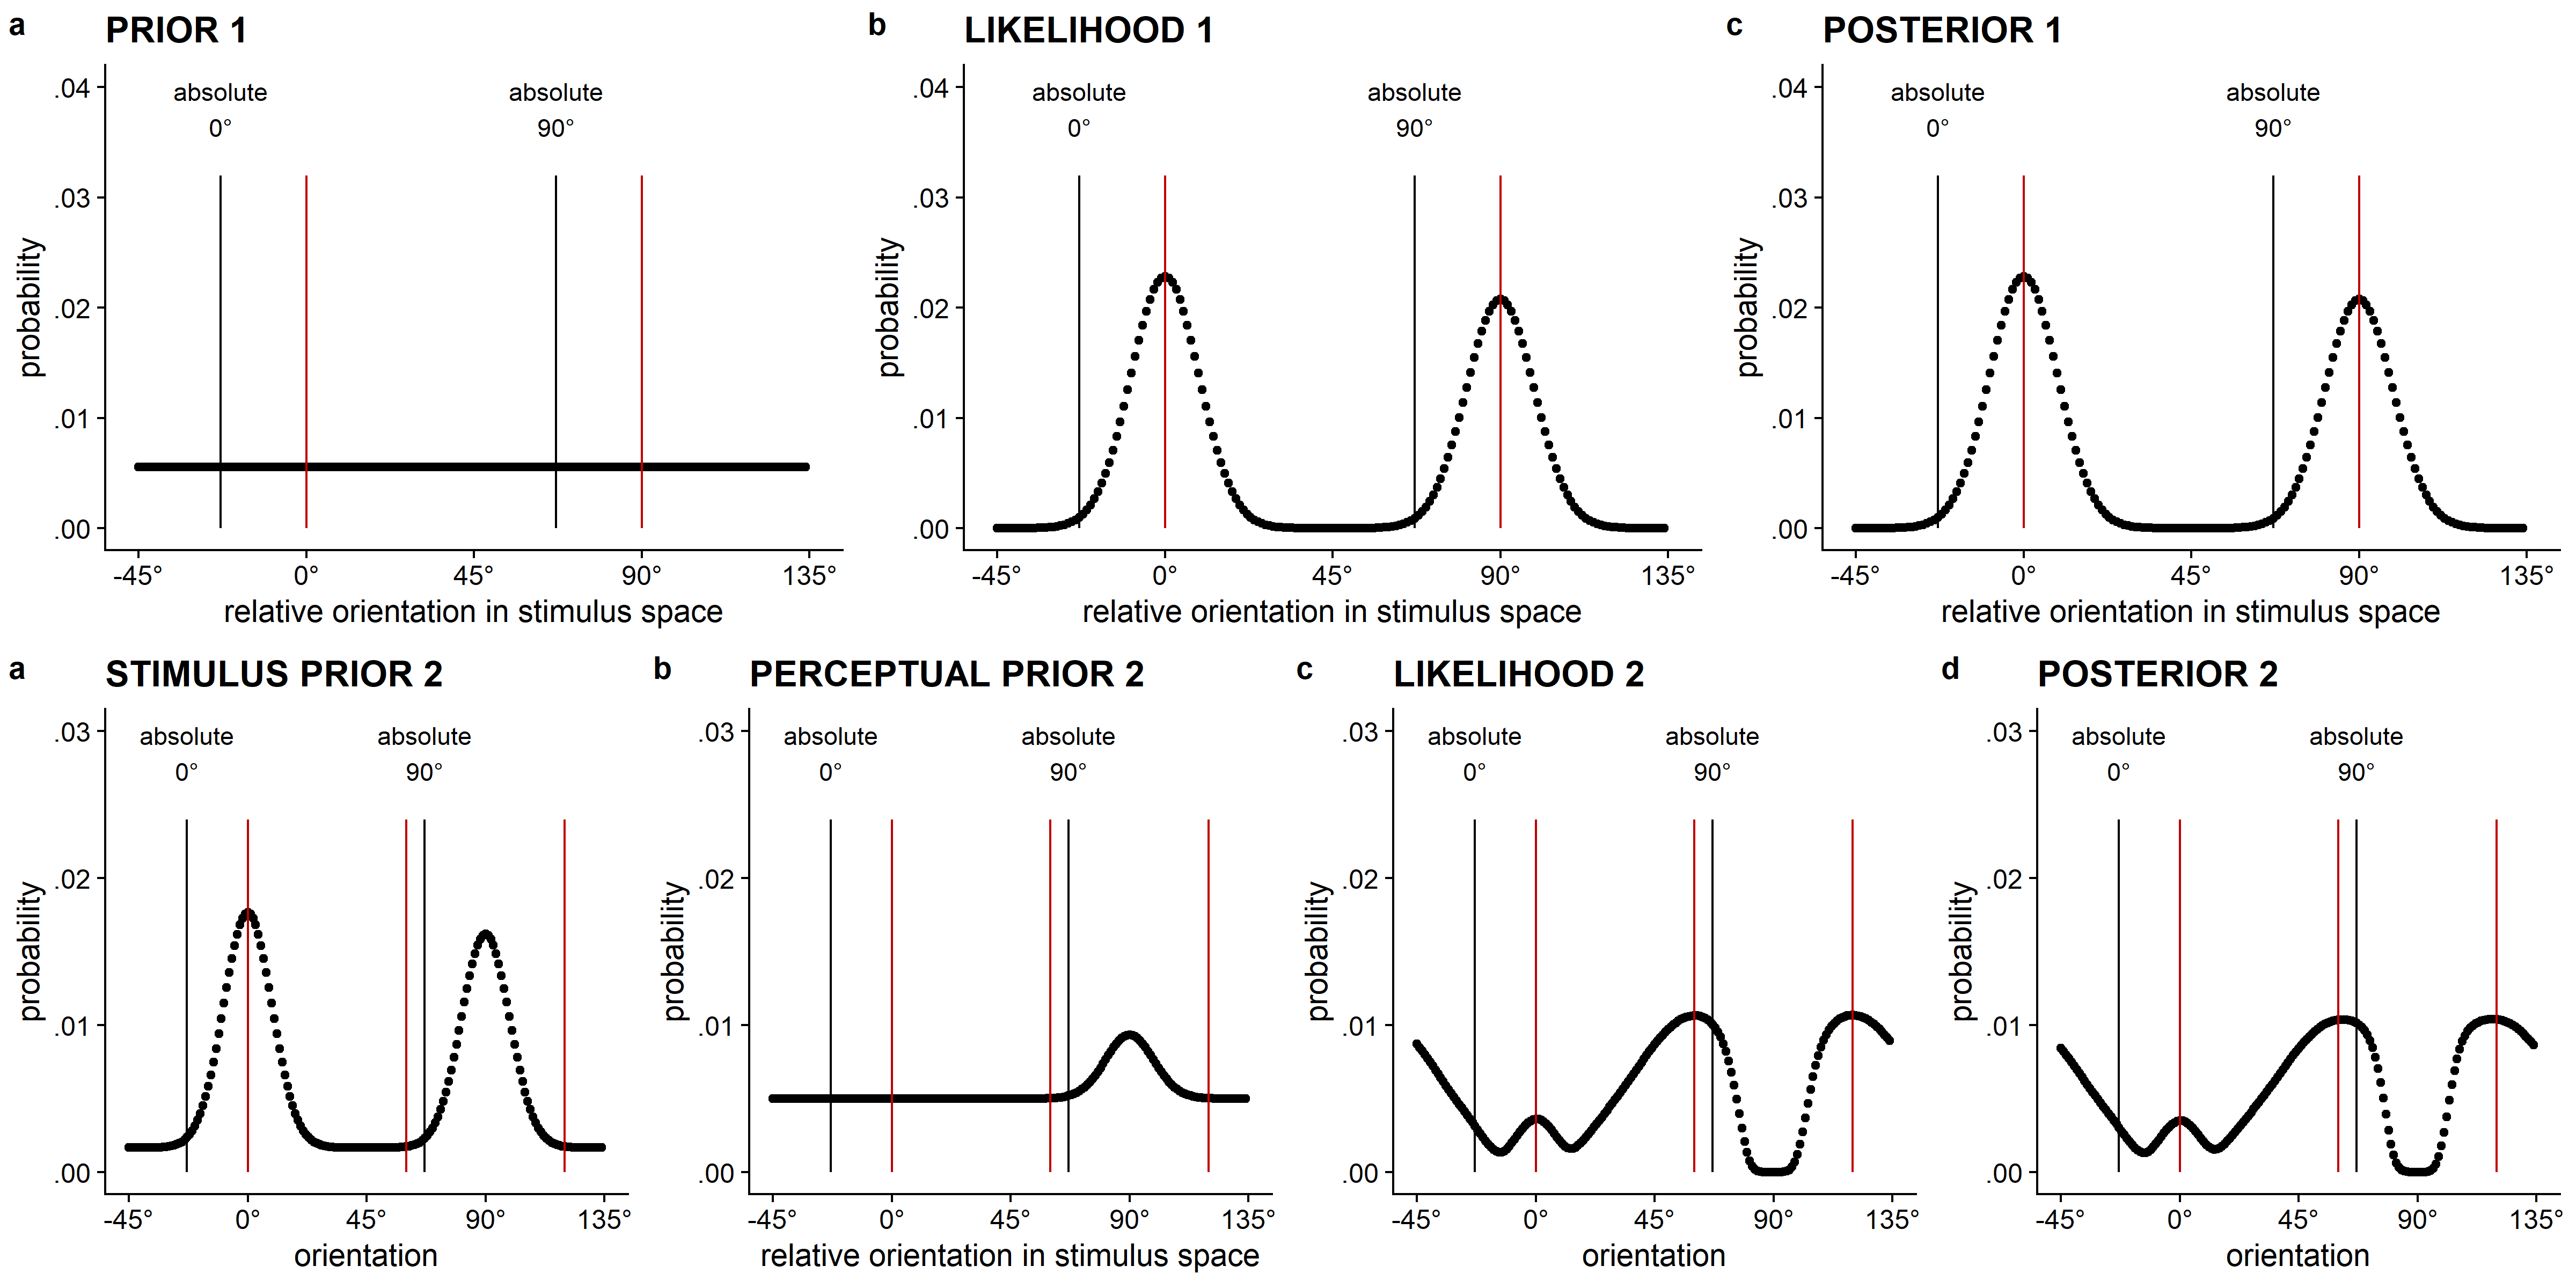 a PRIOR 1
absolute 0°
absolute 90°
.04
.03
.02
.01
.00
probability
-45° 0° 45° 90° 135°
relative orientation in stimulus space
b LIKELIHOOD 1
absolute 0°
absolute 90°
.04
.03
.02
.01
.00
probability
-45° 0° 45° 90° 135°
relative orientation in stimulus space
c POSTERIOR 1
absolute 0°
absolute 90°
.04
.03
.02
.01
.00
probability
-45° 0° 45° 90° 135°
relative orientation in stimulus space
a STIMULUS PRIOR 2
absolute 0°
absolute 90°
.03
.02
.01
.00
probability
-45° 0° 45° 90° 135°
orientation
b PERCEPTUAL PRIOR 2
absolute 0°
absolute 90°
.03
.02
.01
.00
probability
-45° 0° 45° 90° 135°
relative orientation in stimulus space
c LIKELIHOOD 2
absolute 0°
absolute 90°
.03
.02
.01
.00
probability
-45° 0° 45° 90° 135°
orientation
d POSTERIOR 2
absolute 0°
absolute 90°
.03
.02
.01
.00
probability
-45° 0° 45° 90° 135°
orientation